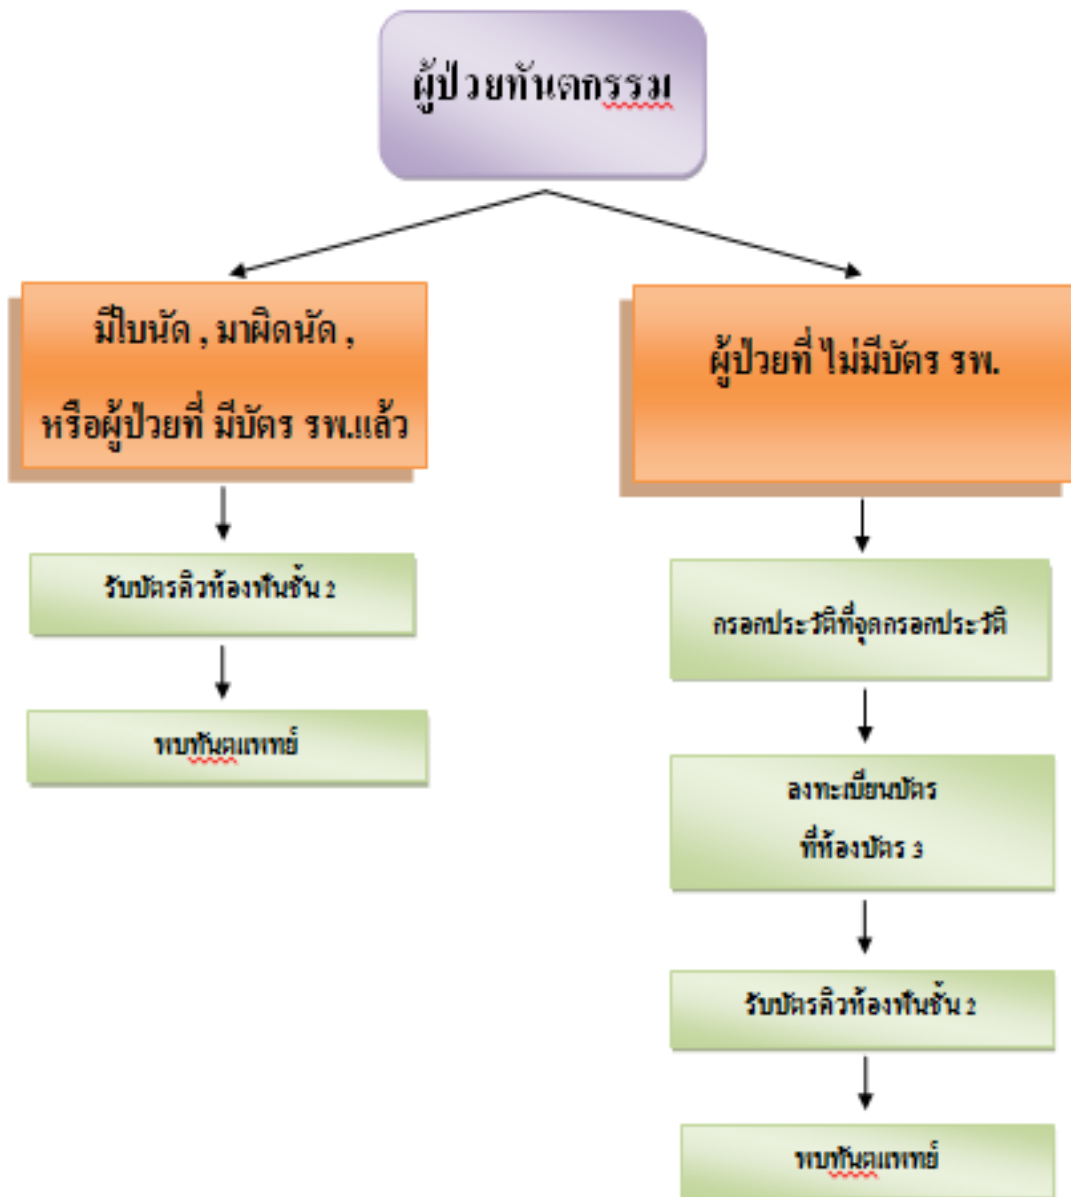 ผู้ป่วยทันตกรรม
มีใบนัด , มาผิดนัด ,
หรือผู้ป่วยที่ มีบัตร รพ.แล้ว
รับบัตรคิวห้องฟันชั้น 2
พบทันตแพทย์
ผู้ป่วยที่ ไม่มีบัตร รพ.
กรอกประวัติที่จุดกรอกประวัติ
ลงทะเบียนบัตร
ที่ห้องบัตร 3
รับบัตรคิวห้องฟันชั้น 2
พบทันตแพทย์